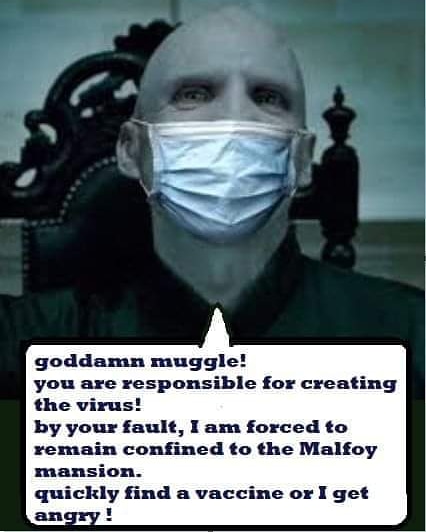 goddamn muggle!
you are responsible for creating
the virus!
by your fault, I am forced to
remain confined to the Malfoy
mansion.
quickly find a vaccine or I get
angry !